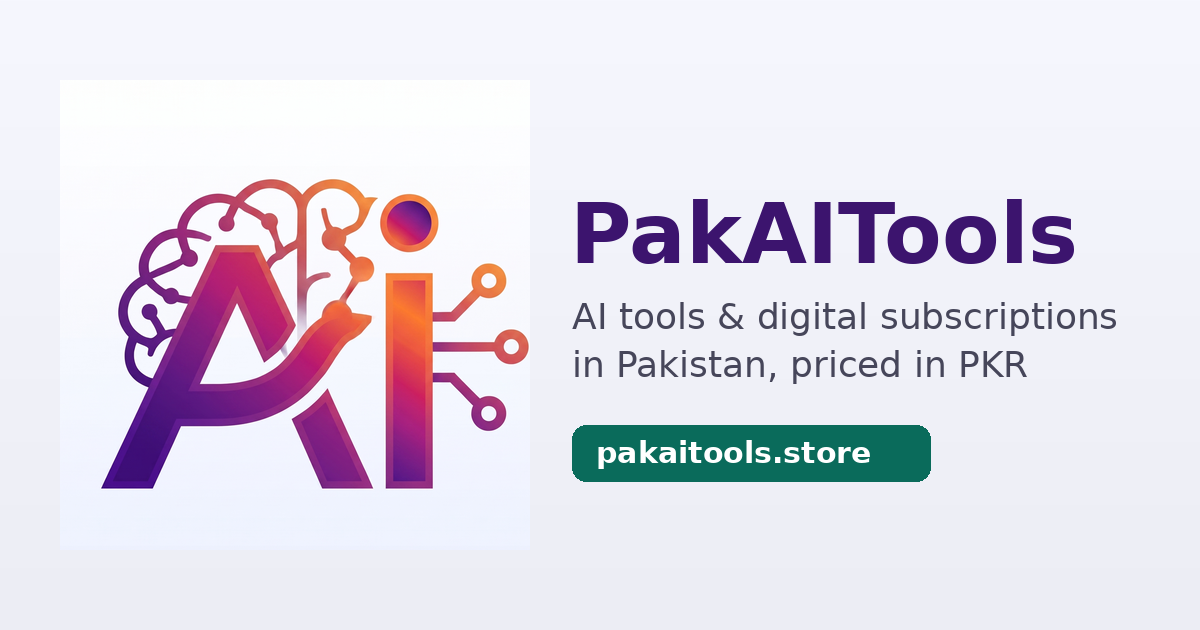 Ai
PakAITools
AI tools & digital subscriptions
in Pakistan, priced in PKR
pakaitools.store